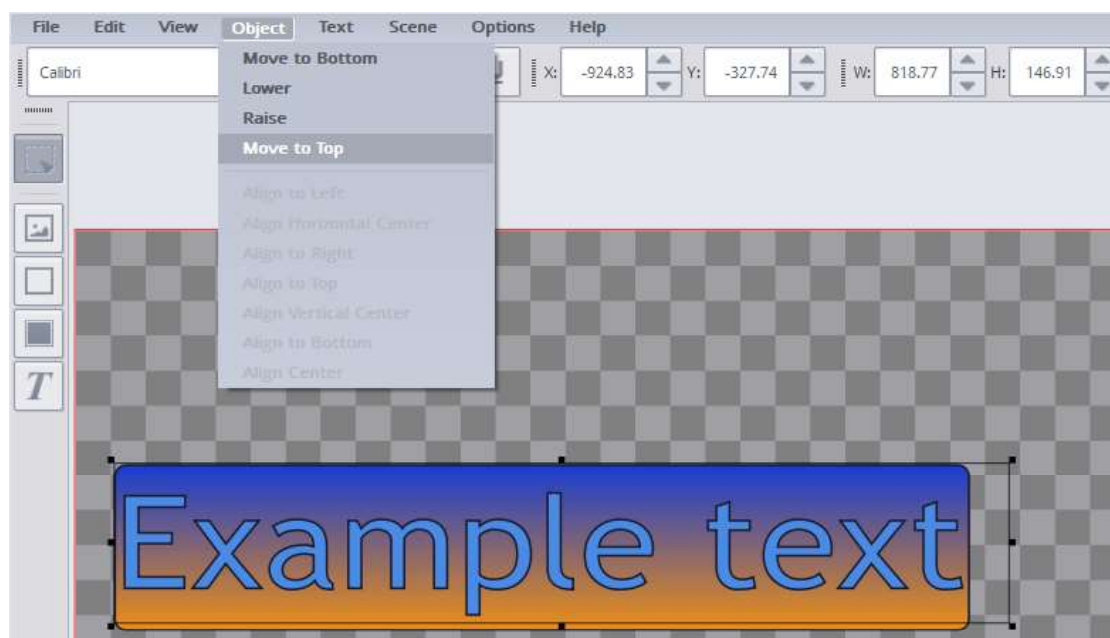 File Edit View Object Text Scene Options Help
Calibri X: -924.83 Y: -327.74 W: 818.77 H: 146.91
Move to Bottom
Lower
Raise
Move to Top
Align to Left
Align Horizontal Center
Align to Right
Align to Top
Align Vertical Center
Align to Bottom
Align Center
T
Example text